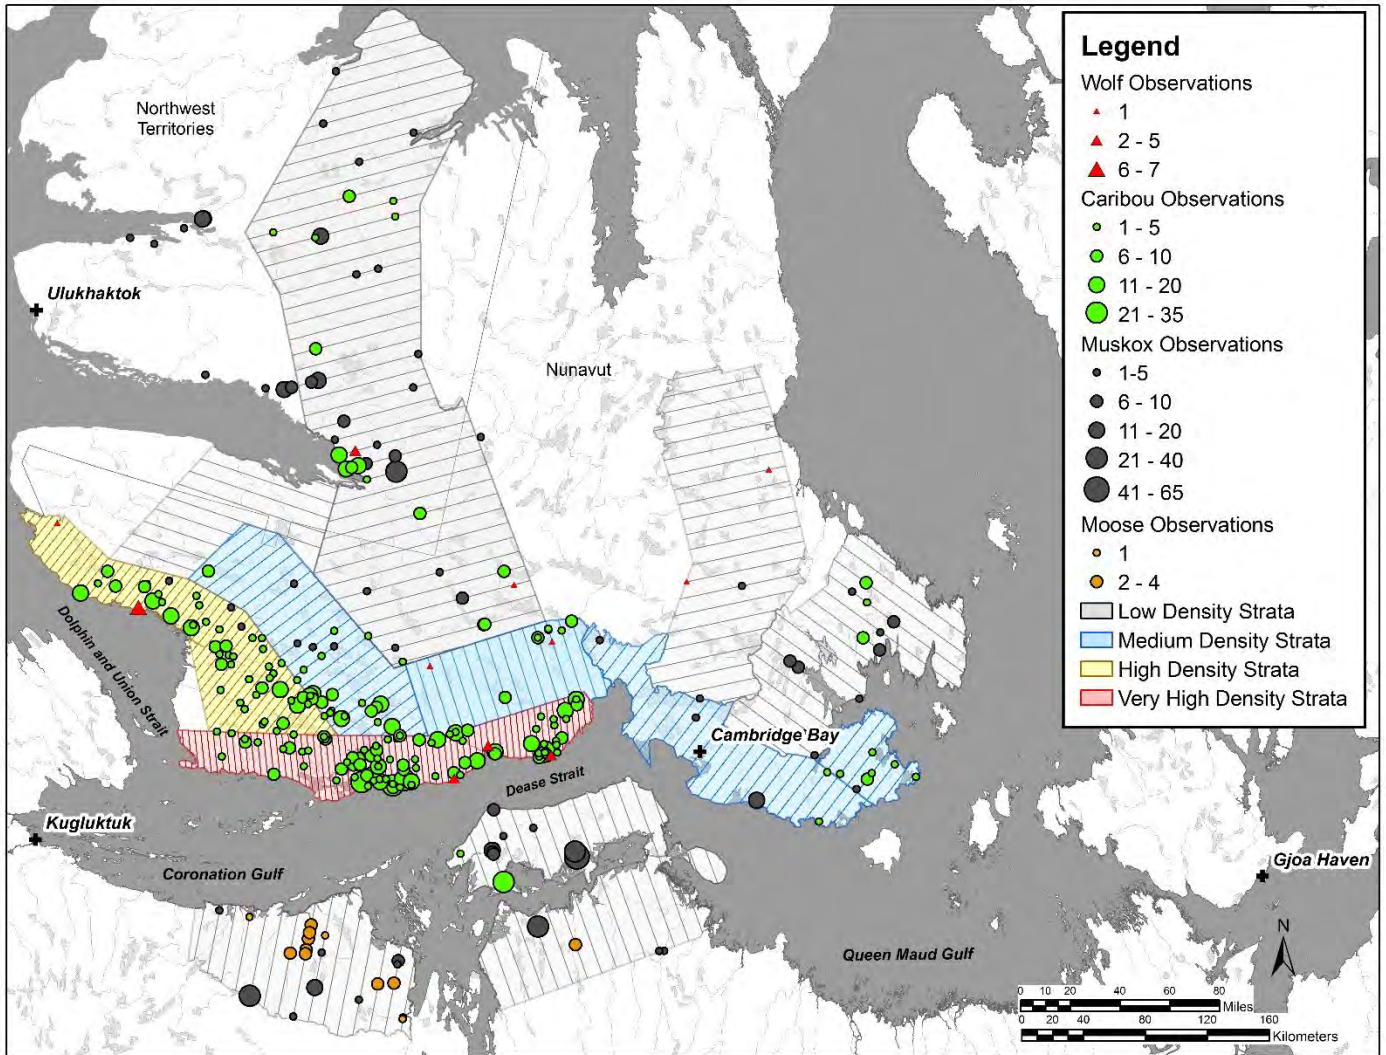 Northwest
Territories
Ulukhaktok
Nunavut
Dolphin and Union Strait
Cambridge Bay
Dease Strait
Kugluktuk
Coronation Gulf
Gjoa Haven
Queen Maud Gulf
Legend
Wolf Observations
1
2 - 5
6 - 7
Caribou Observations
1 - 5
6 - 10
11 - 20
21 - 35
Muskox Observations
1-5
6 - 10
11 - 20
21 - 40
41 - 65
Moose Observations
1
2 - 4
Low Density Strata
Medium Density Strata
High Density Strata
Very High Density Strata
N
0 10 20 40 60 80
Miles
0 20 40 80 120 160
Kilometers